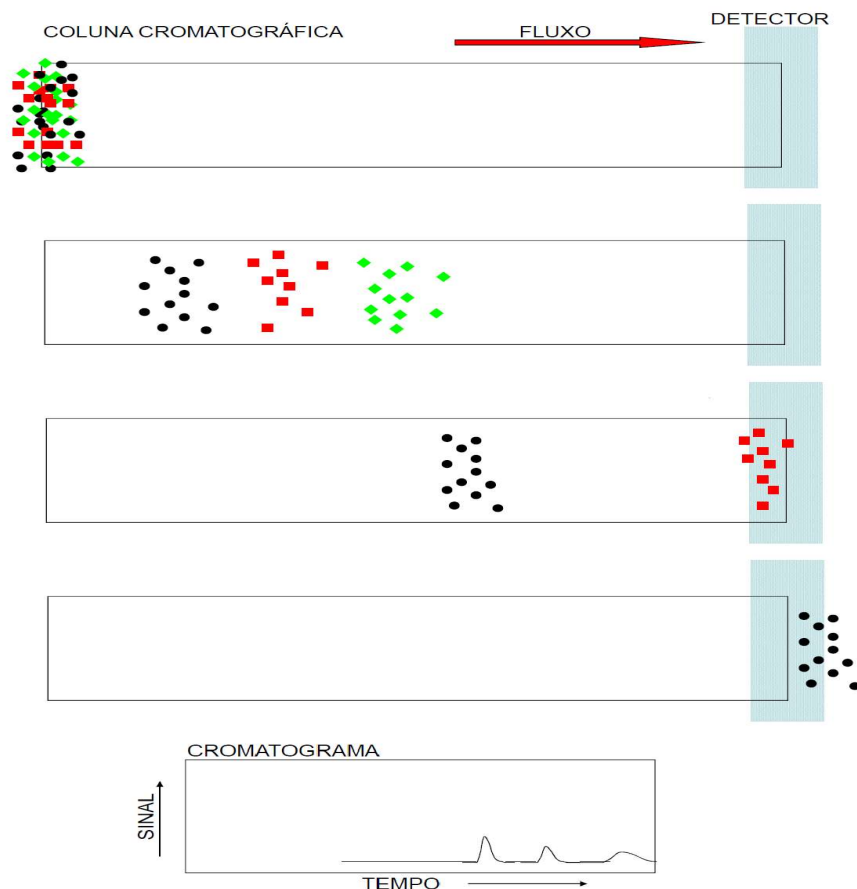 DETECTOR
COLUNA CROMATOGRÁFICA
FLUXO
CROMATOGRAMA
SINAL
TEMPO